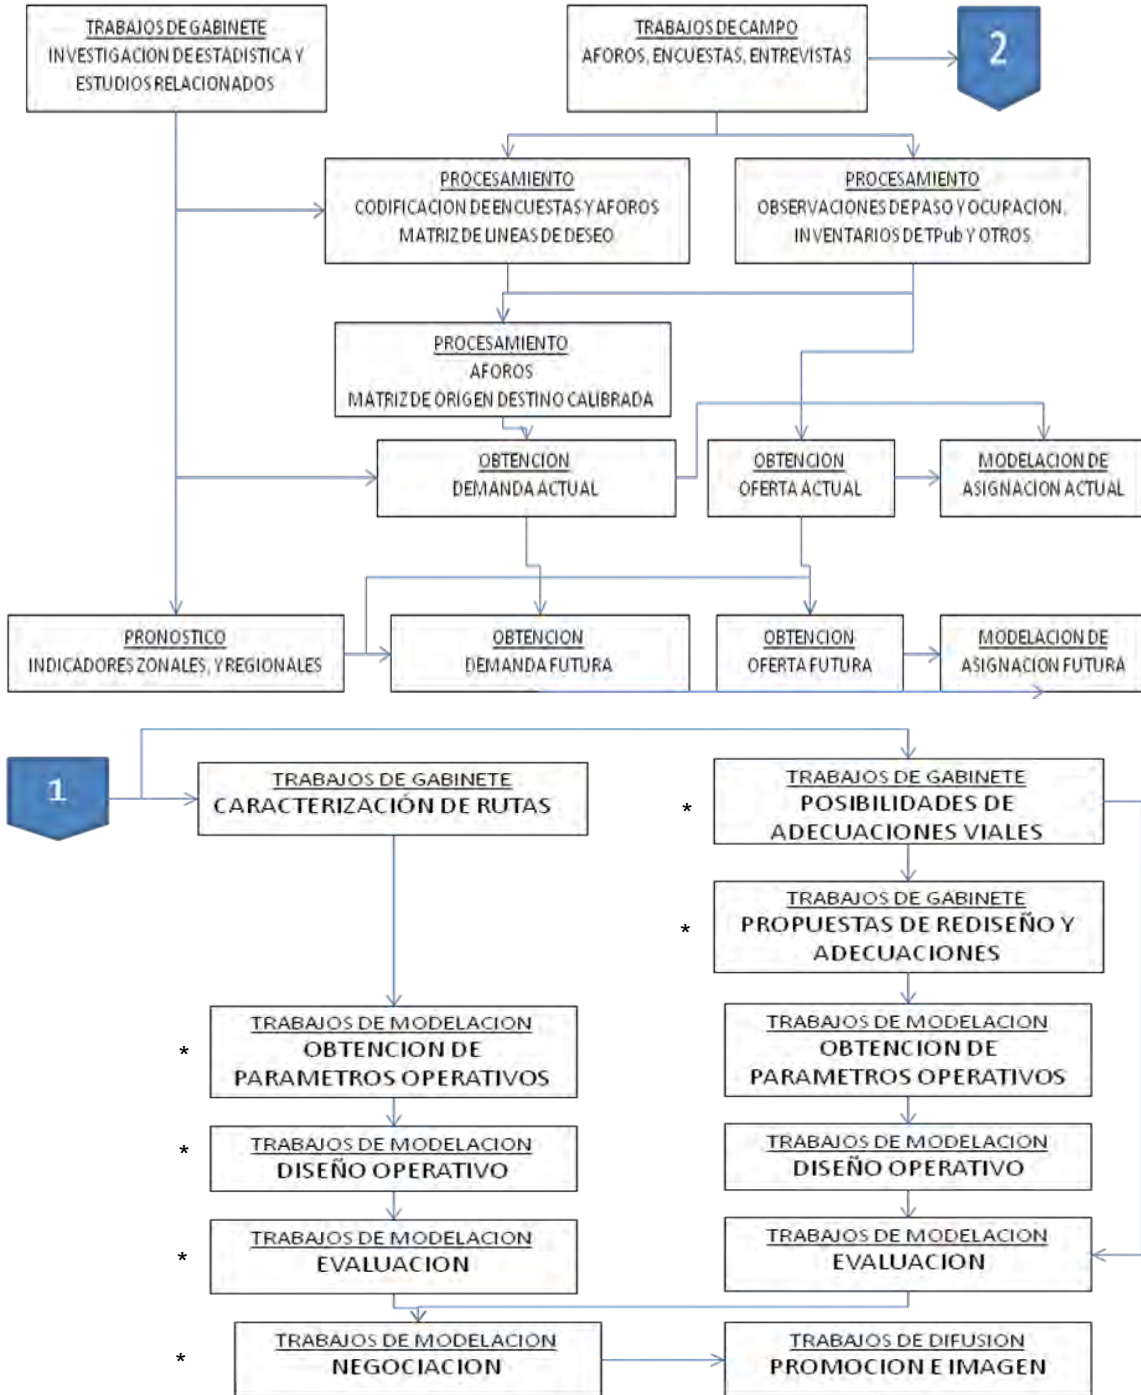 TRABAJOS DE GABINETE
INVESTIGACION DE ESTADISTICA Y
ESTUDIOS RELACIONADOS
TRABAJOS DE CAMPO
AFOROS, ENCUESTAS, ENTREVISTAS
2
PROCESAMIENTO
CODIFICACION DE ENCUESTAS Y AFOROS
MATRIZ DE LINEAS DE DESEO
PROCESAMIENTO
OBSERVACIONES DE PASO Y OCUPACION,
INVENTARIOS DE TPub Y OTROS
PROCESAMIENTO
AFOROS
MATRIZ DE ORIGEN DESTINO CALIBRADA
OBTENCION
DEMANDA ACTUAL
OBTENCION
OFERTA ACTUAL
MODELACION DE
ASIGNACION ACTUAL
PRONOSTICO
INDICADORES ZONALES, Y REGIONALES
OBTENCION
DEMANDA FUTURA
OBTENCION
OFERTA FUTURA
MODELACION DE
ASIGNACION FUTURA
1
TRABAJOS DE GABINETE
CARACTERIZACIÓN DE RUTAS
*
TRABAJOS DE GABINETE
POSIBILIDADES DE
ADECUACIONES VIALES
*
TRABAJOS DE GABINETE
PROPUESTAS DE REDISEÑO Y
ADECUACIONES
*
TRABAJOS DE MODELACION
OBTENCION DE
PARAMETROS OPERATIVOS
TRABAJOS DE MODELACION
OBTENCION DE
PARAMETROS OPERATIVOS
*
TRABAJOS DE MODELACION
DISEÑO OPERATIVO
TRABAJOS DE MODELACION
DISEÑO OPERATIVO
*
TRABAJOS DE MODELACION
EVALUACION
TRABAJOS DE MODELACION
EVALUACION
*
TRABAJOS DE MODELACION
NEGOCIACION
TRABAJOS DE DIFUSION
PROMOCION E IMAGEN